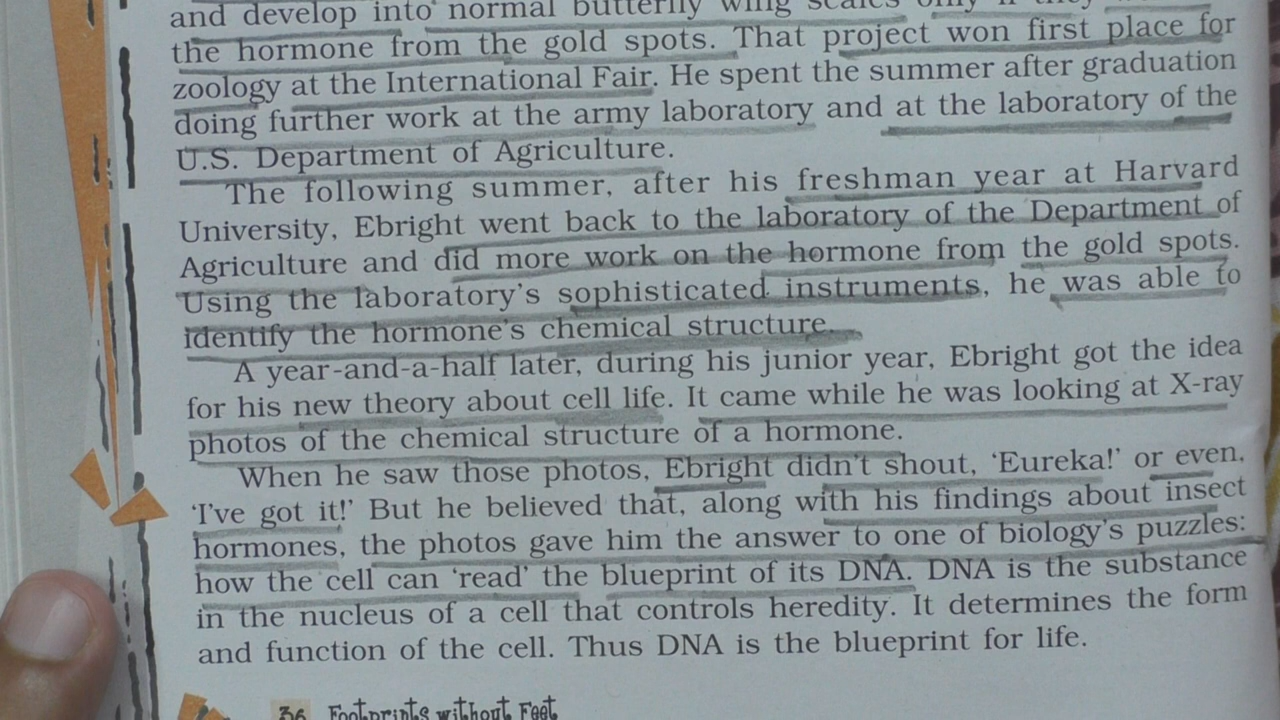 and develop into normal butterfly wing scales only if they
the hormone from the gold spots. That project won first place for
zoology at the International Fair. He spent the summer after graduation
doing further work at the army laboratory and at the laboratory of the
U.S. Department of Agriculture.
The following summer, after his freshman year at Harvard
University, Ebright went back to the laboratory of the Department of
Agriculture and did more work on the hormone from the gold spots.
Using the laboratory's sophisticated instruments, he was able to
identify the hormone's chemical structure.
A year-and-a-half later, during his junior year, Ebright got the idea
for his new theory about cell life. It came while he was looking at X-ray
photos of the chemical structure of a hormone.
When he saw those photos, Ebright didn't shout, 'Eureka!' or even,
'I've got it!' But he believed that, along with his findings about insect
hormones, the photos gave him the answer to one of biology's puzzles:
how the cell can 'read' the blueprint of its DNA. DNA is the substance
in the nucleus of a cell that controls heredity. It determines the form
and function of the cell. Thus DNA is the blueprint for life.
36 Footprints without Feet